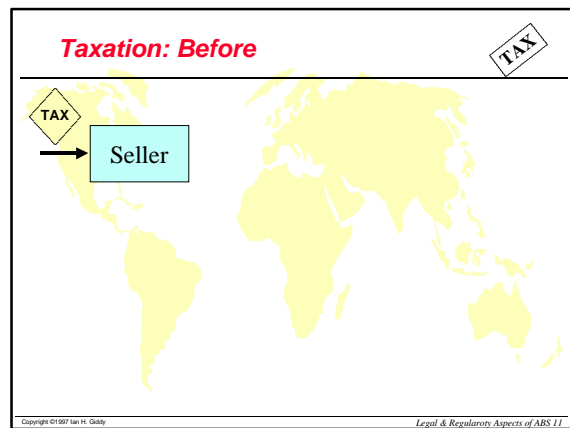 Taxation: Before
TAX
TAX
Seller
Copyright ©1997 Ian H. Giddy
Legal & Regularoty Aspects of ABS 11